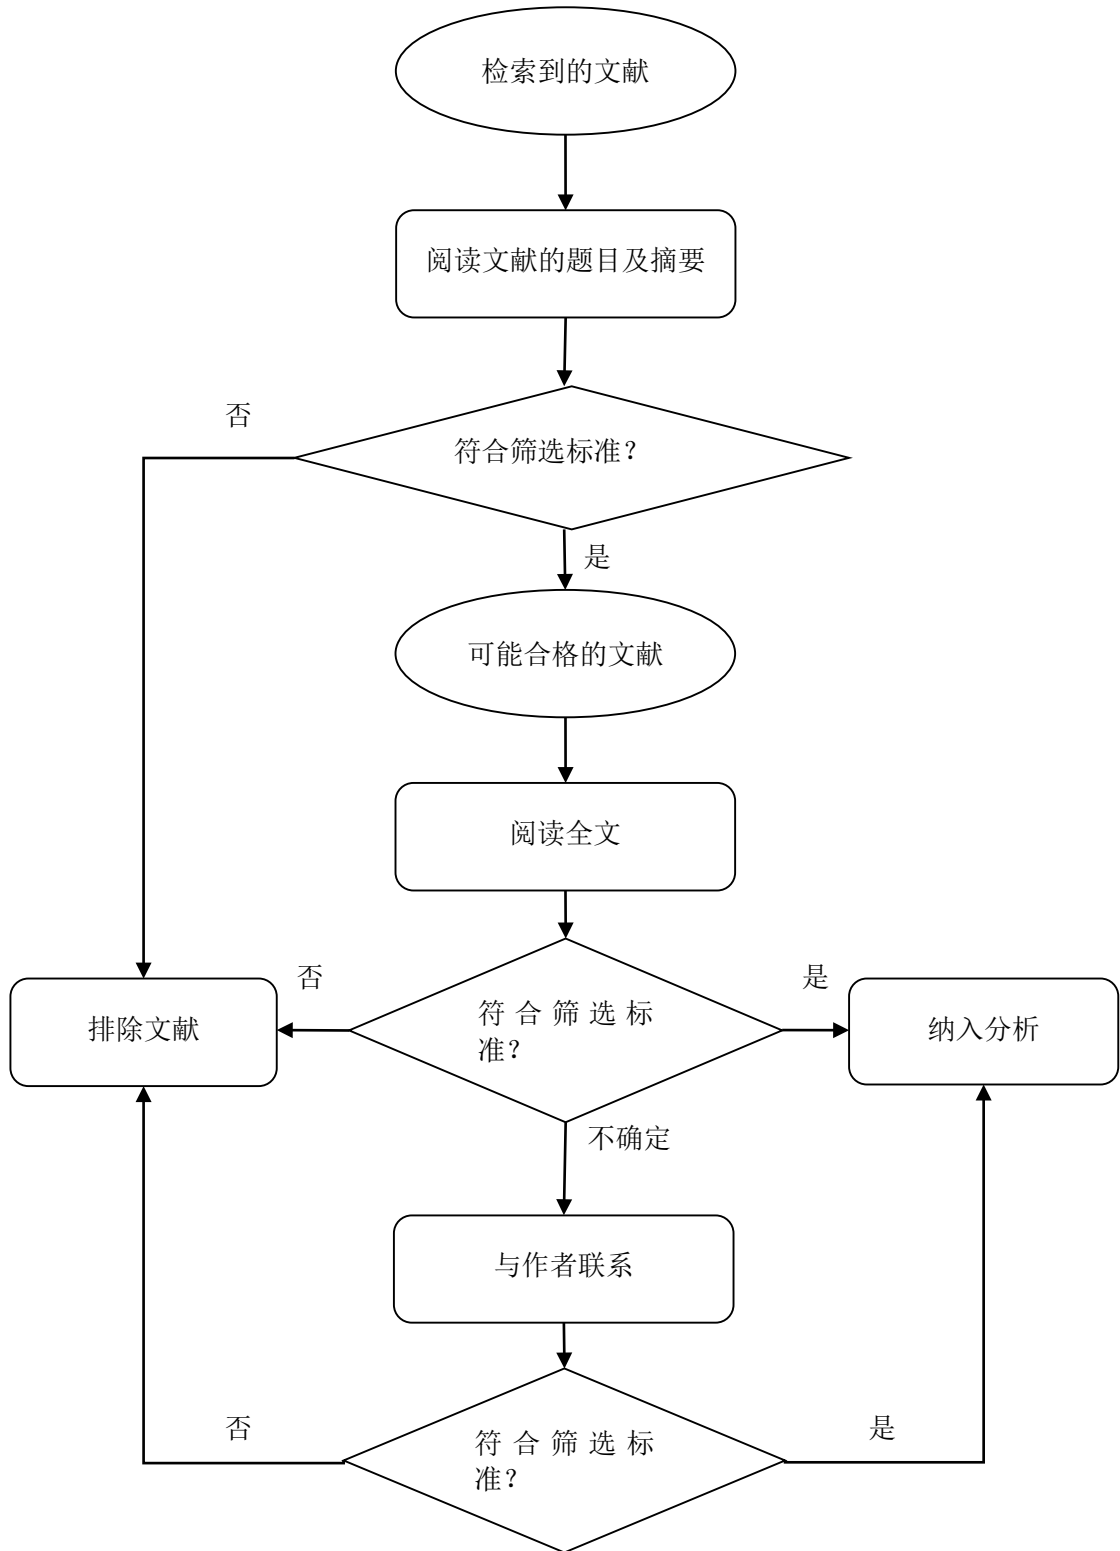 检索到的文献
阅读文献的题目及摘要
否
符合筛选标准？
是
可能合格的文献
阅读全文
否
是
排除文献
符合筛选标
准？
纳入分析
不确定
与作者联系
否
是
符合筛选标
准？